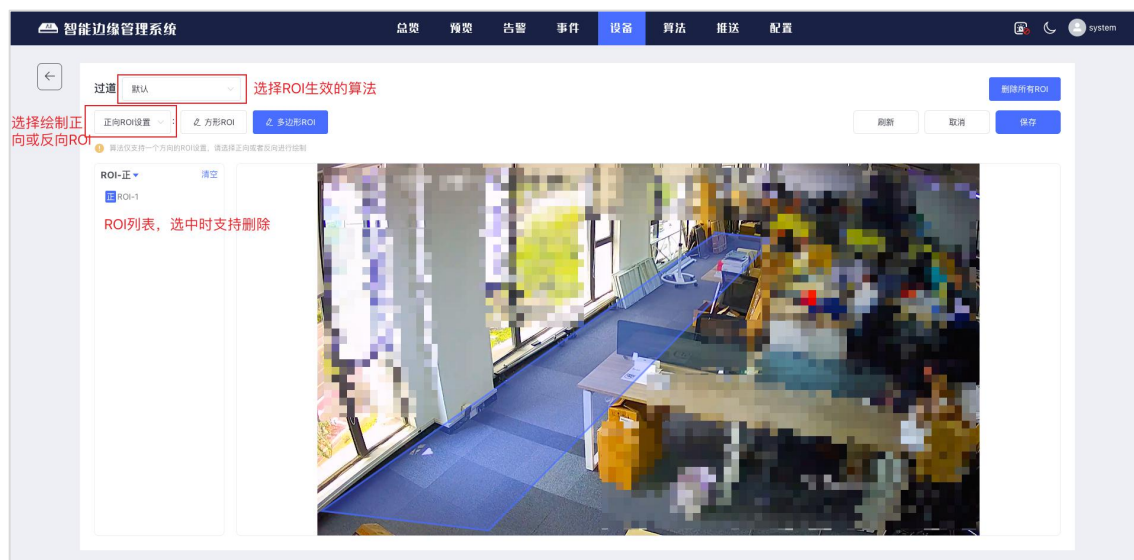 AI 智能边缘管理系统
总览 预览 告警 事件 设备 算法 推送 配置
system
过道 默认
选择ROI生效的算法
删除所有ROI
选择绘制正
向或反向ROI
正向ROI设置 : 方形ROI 多边形ROI
刷新 取消 保存
算法仅支持一个方向的ROI设置，请选择正向或者反向进行绘制
ROI-正 清空
正 ROI-1
ROI列表，选中时支持删除